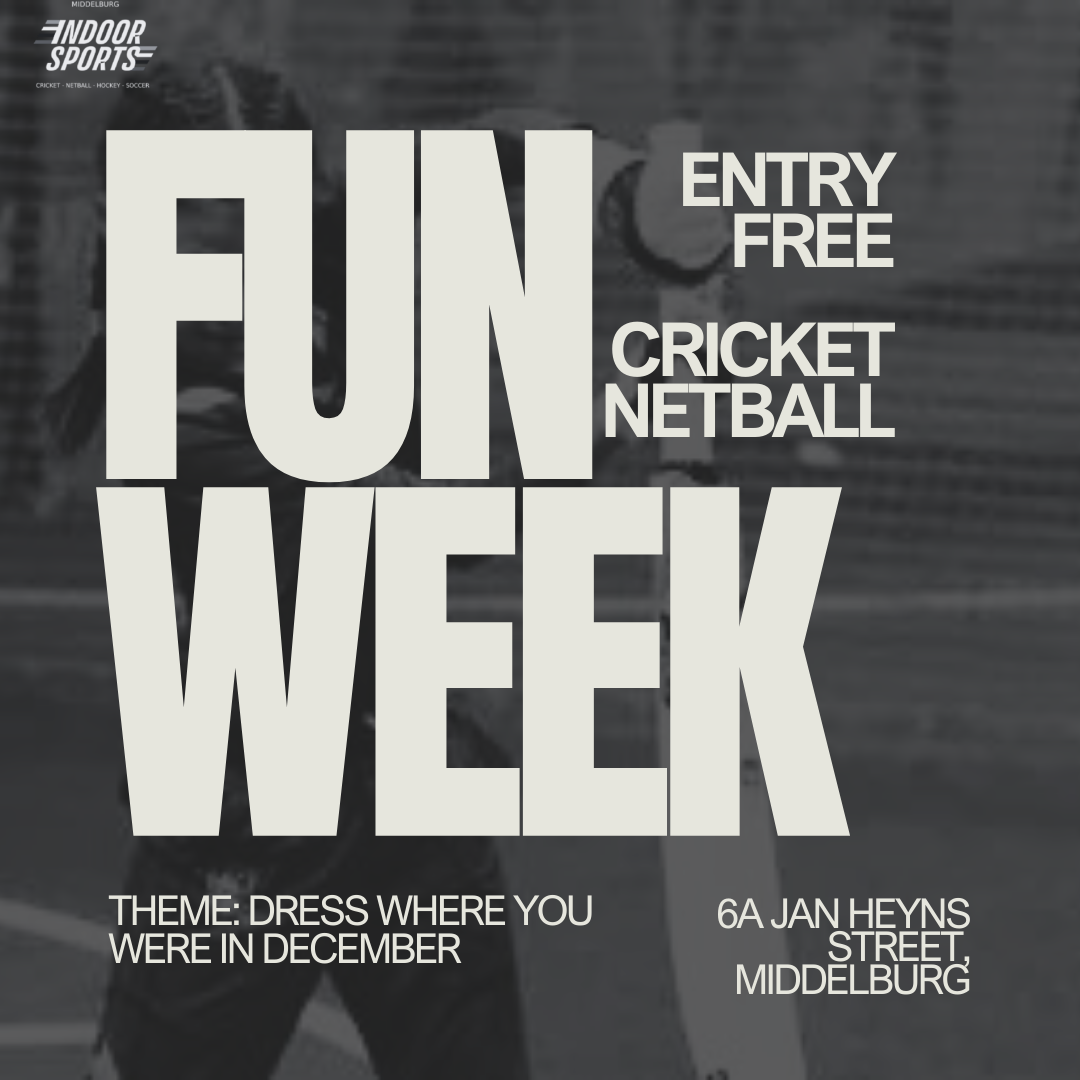 MIDDELBURG
INDOOR
SPORTS
CRICKET - NETBALL - HOCKEY - SOCCER
FUN
WEEK
ENTRY
FREE
CRICKET
NETBALL
THEME: DRESS WHERE YOU
WERE IN DECEMBER
6A JAN HEYNS
STREET,
MIDDELBURG